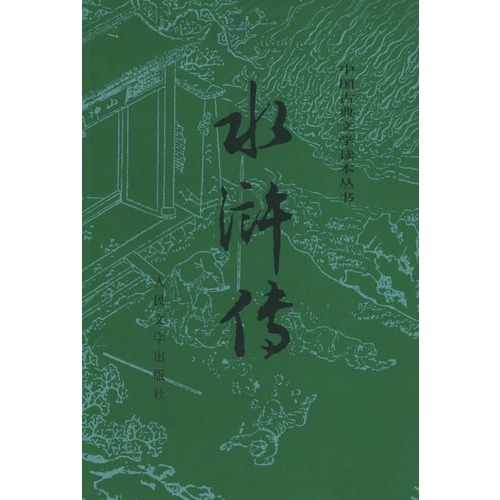 中国古典文学读本丛书
水浒传
人民文学出版社